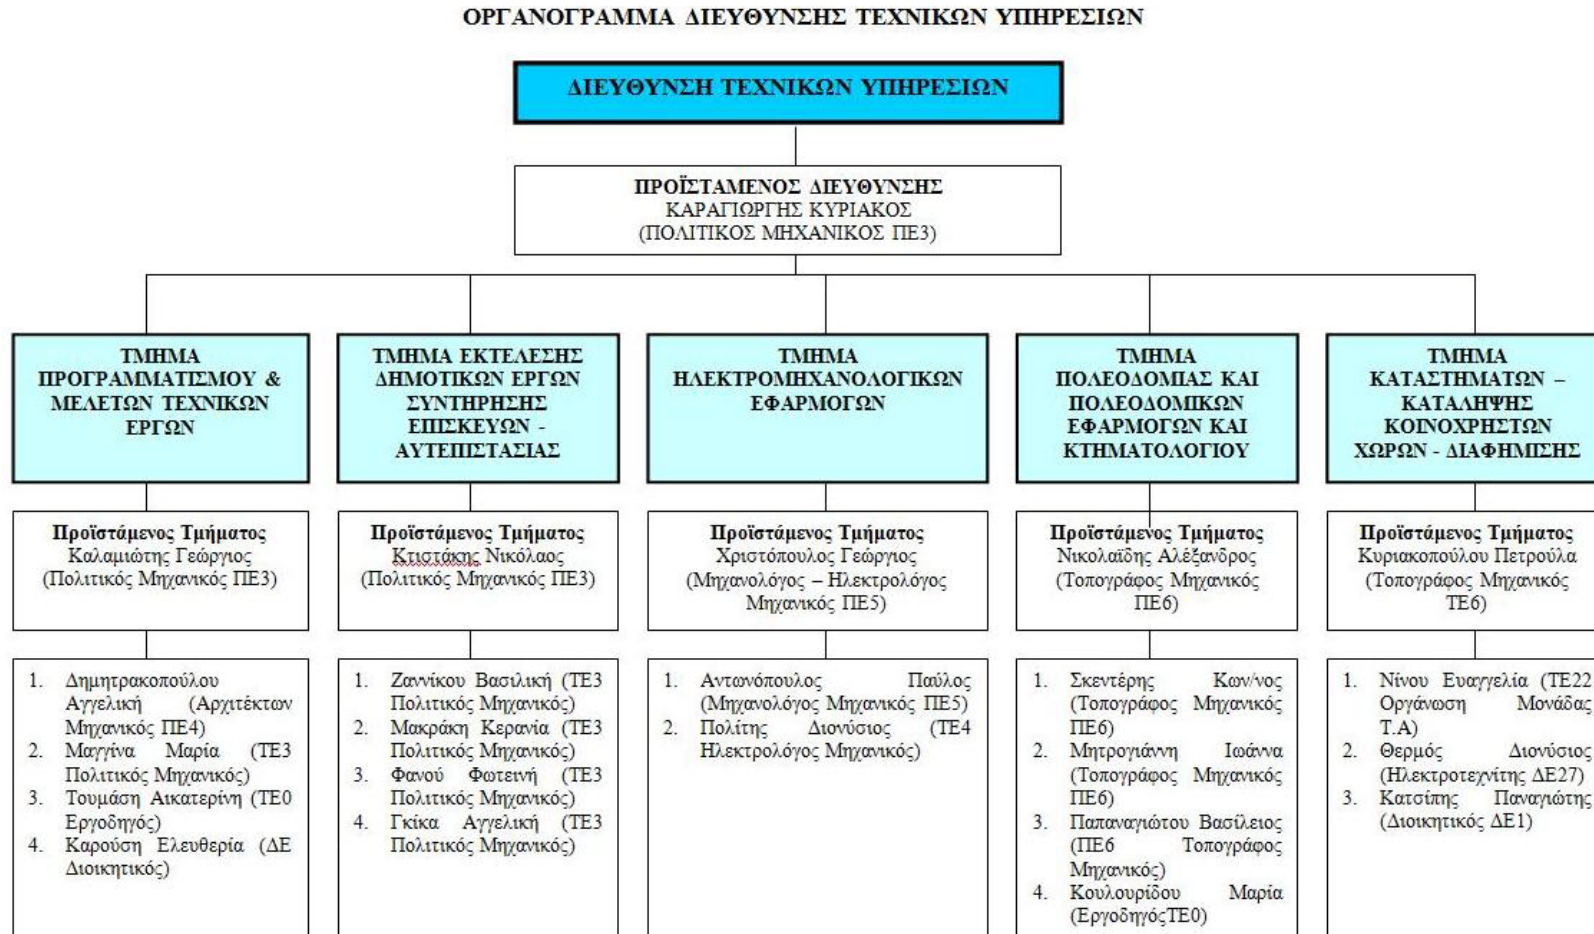 ΟΡΓΑΝΟΓΡΑΜΜΑ ΔΙΕΥΘΥΝΣΗΣ ΤΕΧΝΙΚΩΝ ΥΠΗΡΕΣΙΩΝ
ΔΙΕΥΘΥΝΣΗ ΤΕΧΝΙΚΩΝ ΥΠΗΡΕΣΙΩΝ
ΠΡΟΪΣΤΑΜΕΝΟΣ ΔΙΕΥΘΥΝΣΗΣ
ΚΑΡΑΓΙΩΡΓΗΣ ΚΥΡΙΑΚΟΣ
(ΠΟΛΙΤΙΚΟΣ ΜΗΧΑΝΙΚΟΣ ΠΕ3)
ΤΜΗΜΑ
ΠΡΟΓΡΑΜΜΑΤΙΣΜΟΥ &
ΜΕΛΕΤΩΝ ΤΕΧΝΙΚΩΝ
ΕΡΓΩΝ
Προϊστάμενος Τμήματος
Καλαμιώτης Γεώργιος
(Πολιτικός Μηχανικός ΠΕ3)
1. Δημητρακοπούλου
Αγγελική (Αρχιτέκτων
Μηχανικός ΠΕ4)
2. Μαγγίνα Μαρία (ΤΕ3
Πολιτικός Μηχανικός)
3. Τουμάση Αικατερίνη (ΤΕ0
Εργοδηγός)
4. Καρούση Ελευθερία (ΔΕ
Διοικητικός)
ΤΜΗΜΑ ΕΚΤΕΛΕΣΗΣ
ΔΗΜΟΤΙΚΩΝ ΕΡΓΩΝ
ΣΥΝΤΗΡΗΣΗΣ
ΕΠΙΣΚΕΥΩΝ -
ΑΥΤΕΠΙΣΤΑΣΙΑΣ
Προϊστάμενος Τμήματος
Κτιστάκης Νικόλαος
(Πολιτικός Μηχανικός ΠΕ3)
1. Ζαννίκου Βασιλική (ΤΕ3
Πολιτικός Μηχανικός)
2. Μακράκη Κερανία (ΤΕ3
Πολιτικός Μηχανικός)
3. Φανού Φωτεινή (ΤΕ3
Πολιτικός Μηχανικός)
4. Γκίκα Αγγελική (ΤΕ3
Πολιτικός Μηχανικός)
ΤΜΗΜΑ
ΗΛΕΚΤΡΟΜΗΧΑΝΟΛΟΓΙΚΩΝ
ΕΦΑΡΜΟΓΩΝ
Προϊστάμενος Τμήματος
Χριστόπουλος Γεώργιος
(Μηχανολόγος – Ηλεκτρολόγος
Μηχανικός ΠΕ5)
1. Αντωνόπουλος Παύλος
(Μηχανολόγος Μηχανικός ΠΕ5)
2. Πολίτης Διονύσιος (ΤΕ4
Ηλεκτρολόγος Μηχανικός)
ΤΜΗΜΑ
ΠΟΛΕΟΔΟΜΙΑΣ ΚΑΙ
ΠΟΛΕΟΔΟΜΙΚΩΝ
ΕΦΑΡΜΟΓΩΝ ΚΑΙ
ΚΤΗΜΑΤΟΛΟΓΙΟΥ
Προϊστάμενος Τμήματος
Νικολαϊδης Αλέξανδρος
(Τοπογράφος Μηχανικός
ΠΕ6)
1. Σκεντέρης Κων/νος
(Τοπογράφος Μηχανικός
ΠΕ6)
2. Μητρογιάννη Ιωάννα
(Τοπογράφος Μηχανικός
ΠΕ6)
3. Παπαναγιώτου Βασίλειος
(ΠΕ6 Τοπογράφος
Μηχανικός)
4. Κουλουρίδου Μαρία
(ΕργοδηγόςΤΕ0)
ΤΜΗΜΑ
ΚΑΤΑΣΤΗΜΑΤΩΝ –
ΚΑΤΑΛΗΨΗΣ
ΚΟΙΝΟΧΡΗΣΤΩΝ
ΧΩΡΩΝ - ΔΙΑΦΗΜΙΣΗΣ
Προϊστάμενος Τμήματος
Κυριακοπούλου Πετρούλα
(Τοπογράφος Μηχανικός
ΤΕ6)
1. Νίνου Ευαγγελία (ΤΕ22
Οργάνωση Μονάδας
Τ.Α)
2. Θερμός Διονύσιος
(Ηλεκτροτεχνίτης ΔΕ27)
3. Κατσίπης Παναγιώτης
(Διοικητικός ΔΕ1)